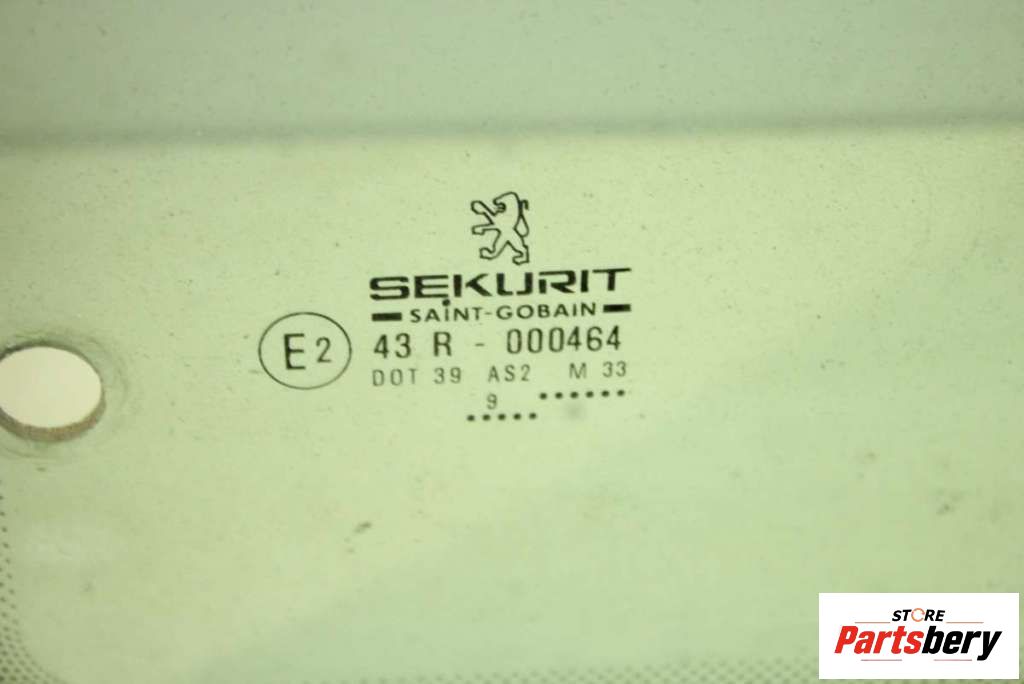 SEKURIT
SAINT-GOBAIN
E2
43 R - 000464
DOT 39 AS2 M 33
9 ......
.....
STORE
Partsbery